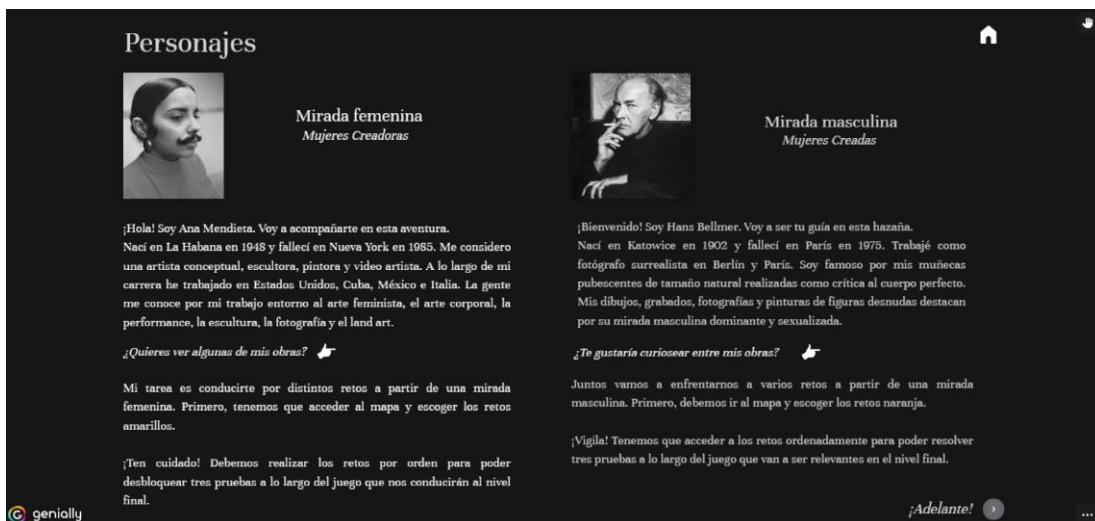 Personajes
Mirada femenina
Mujeres Creadoras
¡Hola! Soy Ana Mendieta. Voy a acompañarte en esta aventura.
Nací en La Habana en 1948 y fallecí en Nueva York en 1985. Me considero
una artista conceptual, escultora, pintora y video artista. A lo largo de mi
carrera he trabajado en Estados Unidos, Cuba, México e Italia. La gente
me conoce por mi trabajo entorno al arte feminista, el arte corporal, la
performance, la escultura, la fotografía y el land art.
¿Quieres ver algunas de mis obras?
Mi tarea es conducirte por distintos retos a partir de una mirada
femenina. Primero, tenemos que acceder al mapa y escoger los retos
amarillos.
¡Ten cuidado! Debemos realizar los retos por orden para poder
desbloquear tres pruebas a lo largo del juego que nos conducirán al nivel
final.
Mirada masculina
Mujeres Creadas
¡Bienvenido! Soy Hans Bellmer. Voy a ser tu guía en esta hazaña.
Nací en Katowice en 1902 y fallecí en París en 1975. Trabajé como
fotógrafo surrealista en Berlín y París. Soy famoso por mis muñecas
pubescentes de tamaño natural realizadas como crítica al cuerpo perfecto.
Mis dibujos, grabados, fotografías y pinturas de figuras desnudas destacan
por su mirada masculina dominante y sexualizada.
¿Te gustaría curiosear entre mis obras?
Juntos vamos a enfrentarnos a varios retos a partir de una mirada
masculina. Primero, debemos ir al mapa y escoger los retos naranja.
¡Vigila! Tenemos que acceder a los retos ordenadamente para poder resolver
tres pruebas a lo largo del juego que van a ser relevantes en el nivel final.
¡Adelante!
genially